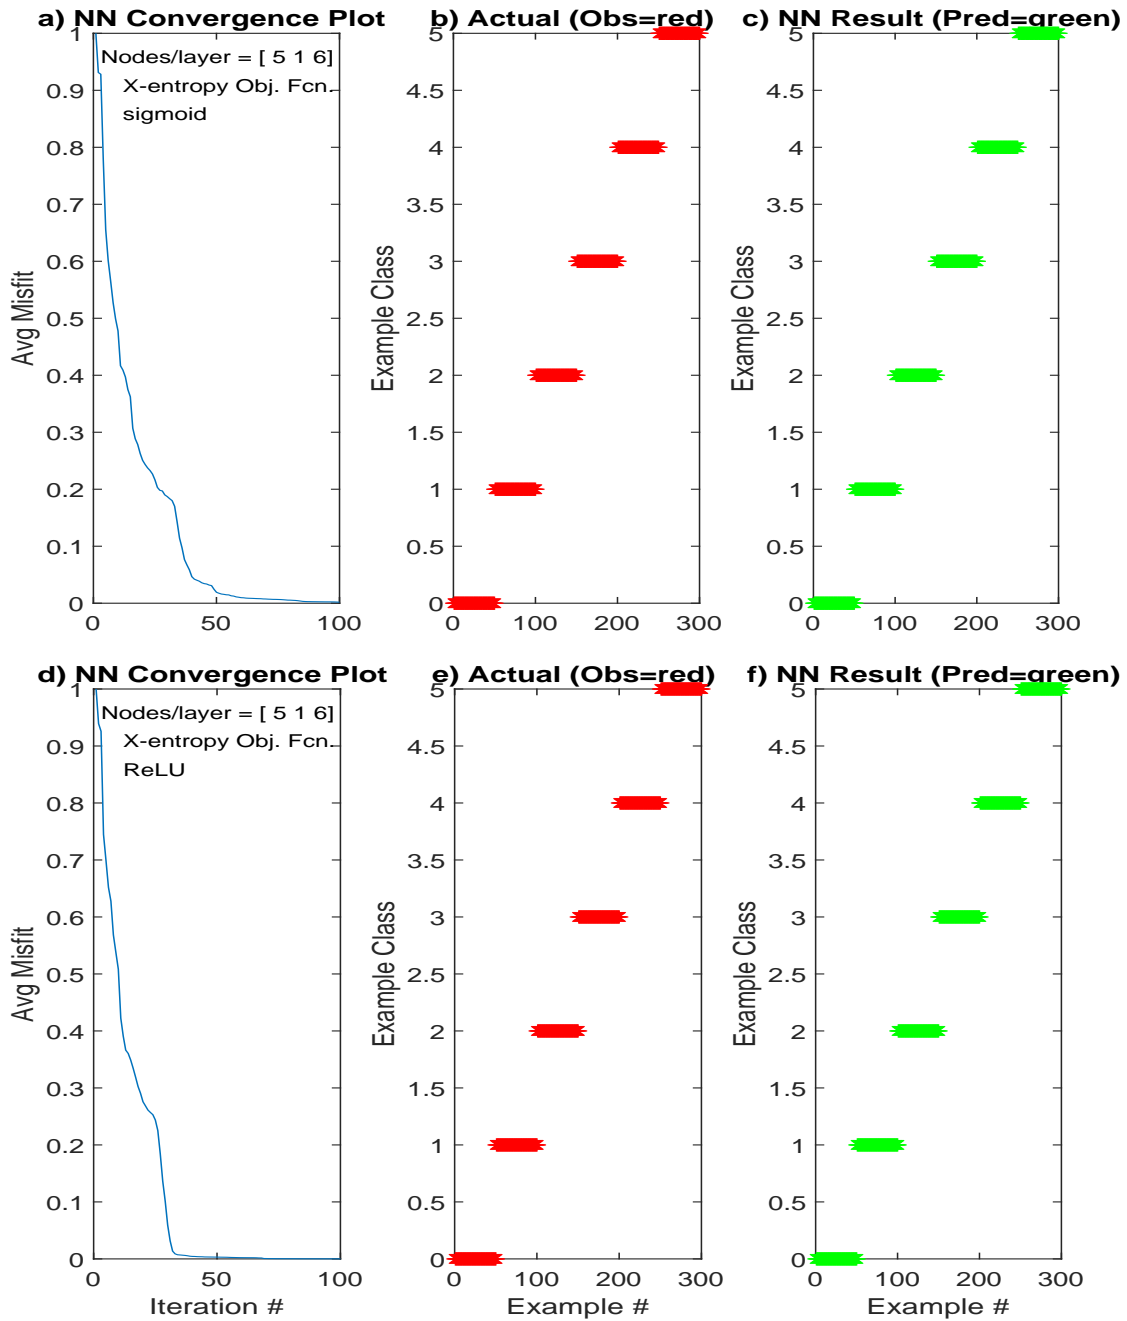 a) NN Convergence Plot
b) Actual (Obs=red)
c) NN Result (Pred=green)
Nodes/layer = [ 5 1 6]
X-entropy Obj. Fcn.
sigmoid
1
0.9
0.8
0.7
0.6
0.5
0.4
0.3
0.2
0.1
0
Avg Misfit
0 50 100
5
4.5
4
3.5
3
2.5
2
1.5
1
0.5
0
Example Class
0 100 200 300
5
4.5
4
3.5
3
2.5
2
1.5
1
0.5
0
Example Class
0 100 200 300
d) NN Convergence Plot
e) Actual (Obs=red)
f) NN Result (Pred=green)
Nodes/layer = [ 5 1 6]
X-entropy Obj. Fcn.
ReLU
1
0.9
0.8
0.7
0.6
0.5
0.4
0.3
0.2
0.1
0
Avg Misfit
0 50 100
Iteration #
5
4.5
4
3.5
3
2.5
2
1.5
1
0.5
0
Example Class
0 100 200 300
Example #
5
4.5
4
3.5
3
2.5
2
1.5
1
0.5
0
Example Class
0 100 200 300
Example #